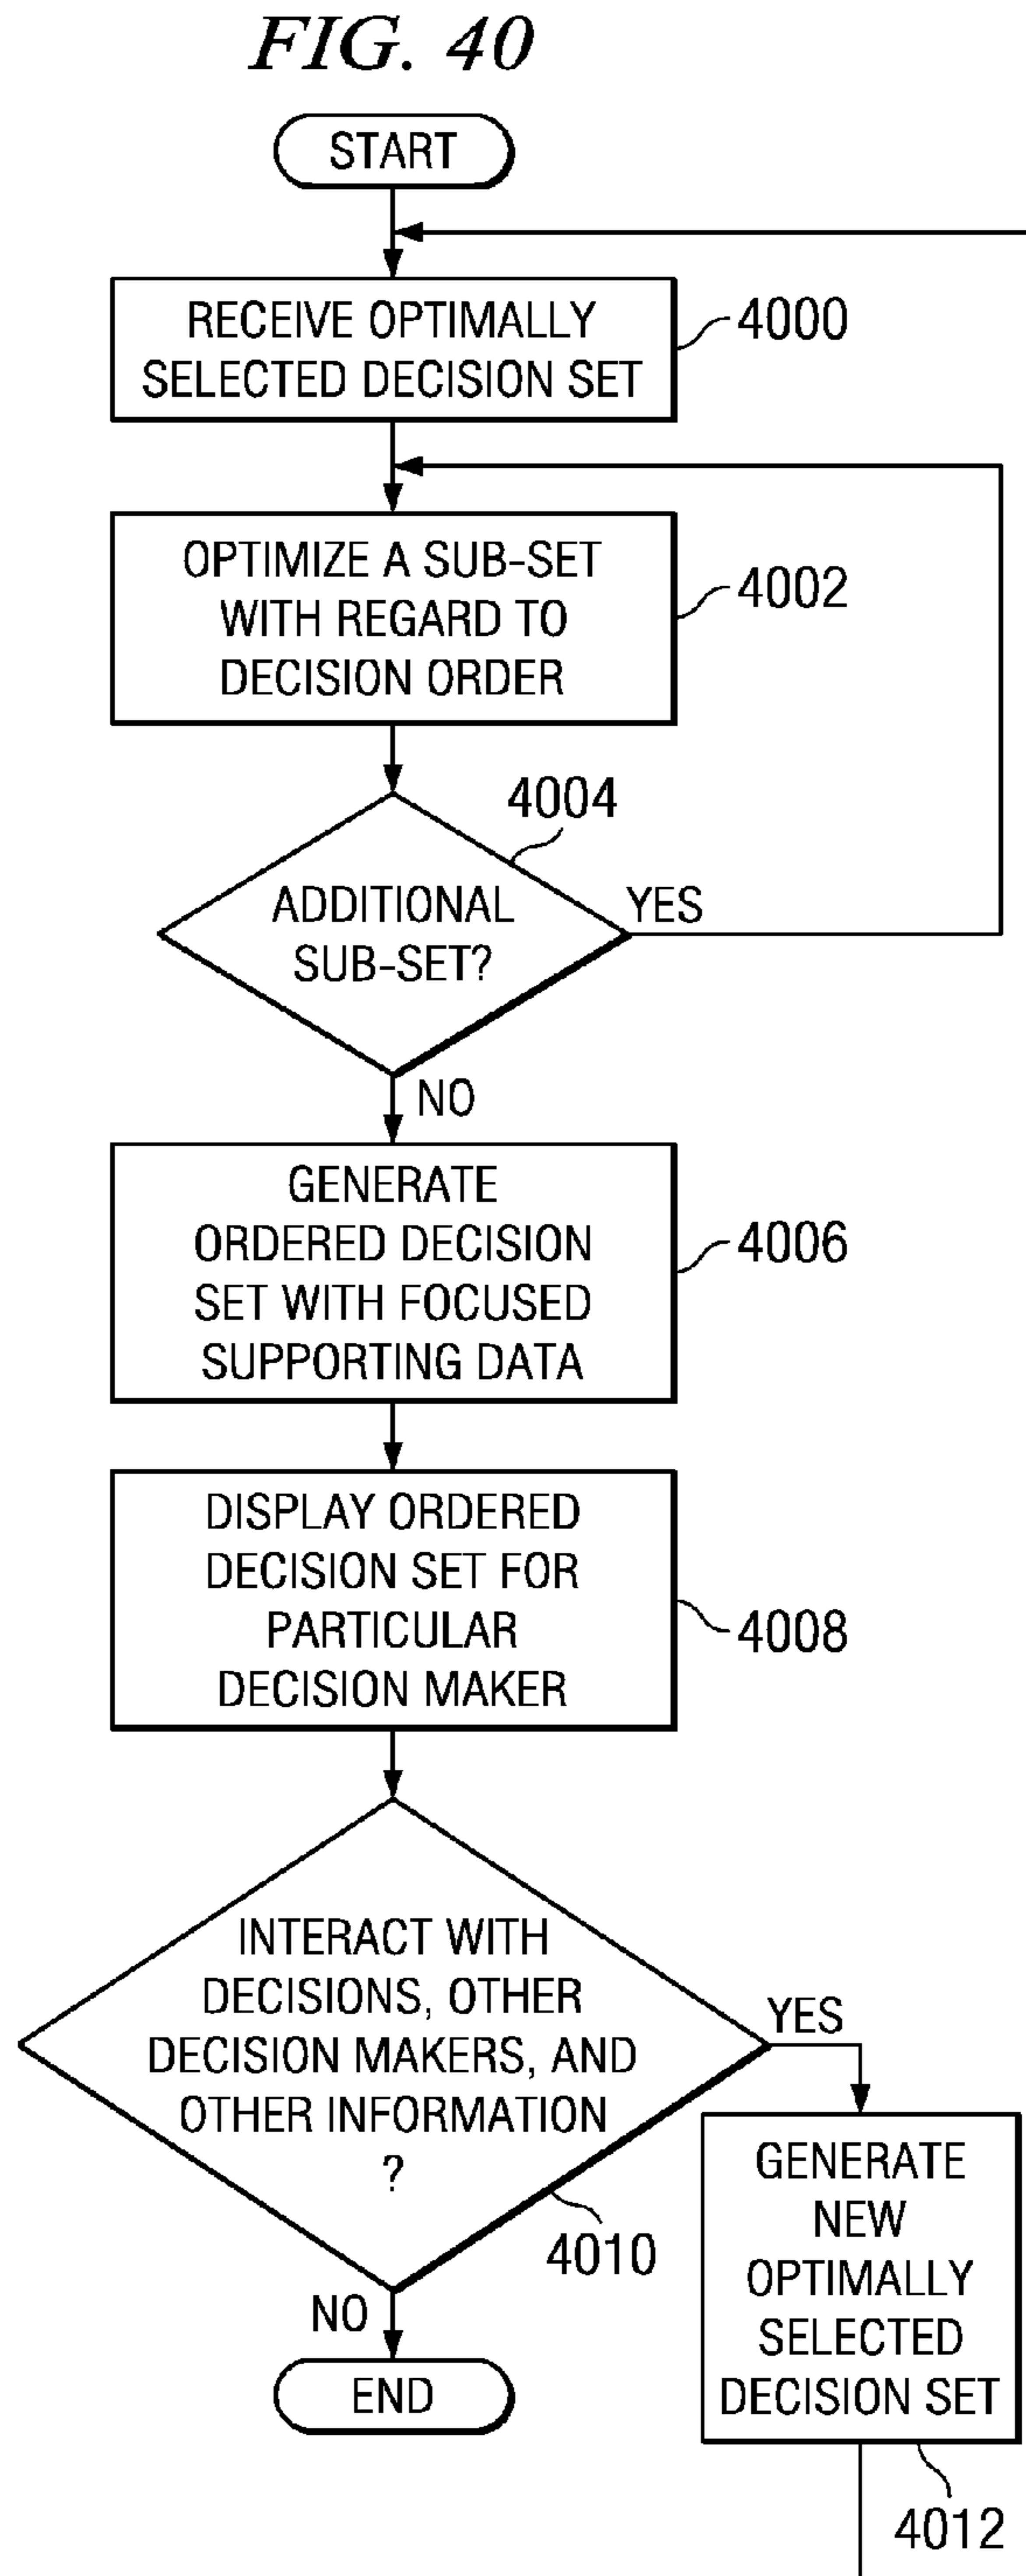 FIG. 40
START
RECEIVE OPTIMALLY
SELECTED DECISION SET
4000
OPTIMIZE A SUB-SET
WITH REGARD TO
DECISION ORDER
4002
4004
ADDITIONAL
SUB-SET?
YES
NO
GENERATE
ORDERED DECISION
SET WITH FOCUSED
SUPPORTING DATA
4006
DISPLAY ORDERED
DECISION SET FOR
PARTICULAR
DECISION MAKER
4008
INTERACT WITH
DECISIONS, OTHER
DECISION MAKERS, AND
OTHER INFORMATION
?
YES
4010
NO
END
GENERATE
NEW
OPTIMALLY
SELECTED
DECISION SET
4012